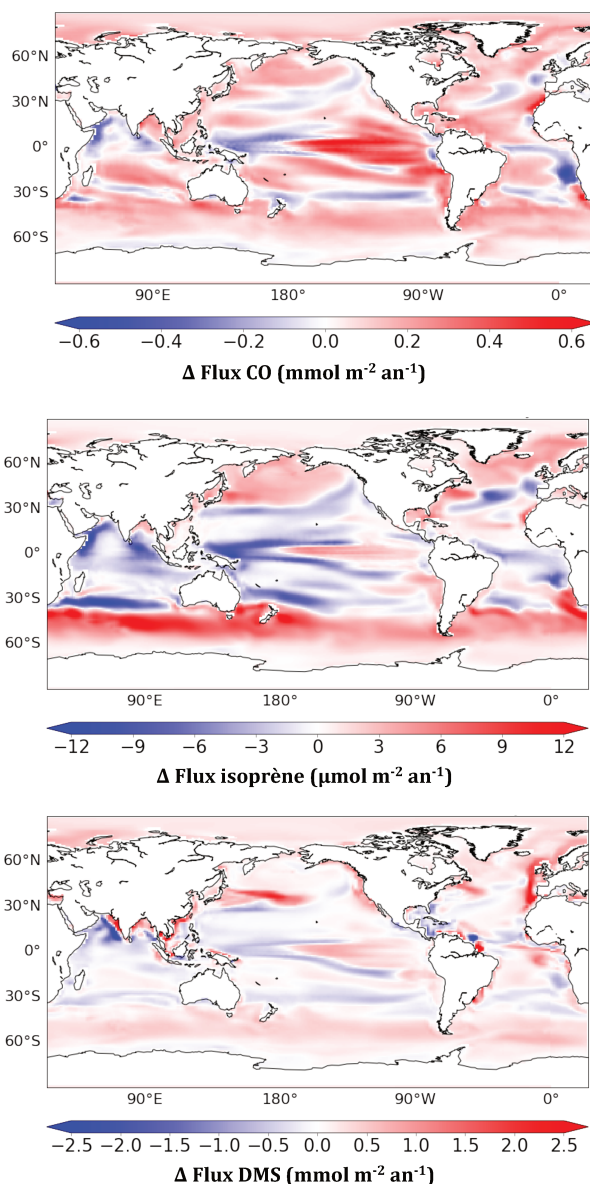 60°N
30°N
0°
30°S
60°S
90°E 180° 90°W 0°
−0.6 −0.4 −0.2 0.0 0.2 0.4 0.6
Δ Flux CO (mmol m-2 an-1)
60°N
30°N
0°
30°S
60°S
90°E 180° 90°W 0°
−12 −9 −6 −3 0 3 6 9 12
Δ Flux isoprène (µmol m-2 an-1)
60°N
30°N
0°
30°S
60°S
90°E 180° 90°W 0°
−2.5 −2.0 −1.5 −1.0 −0.5 0.0 0.5 1.0 1.5 2.0 2.5
Δ Flux DMS (mmol m-2 an-1)